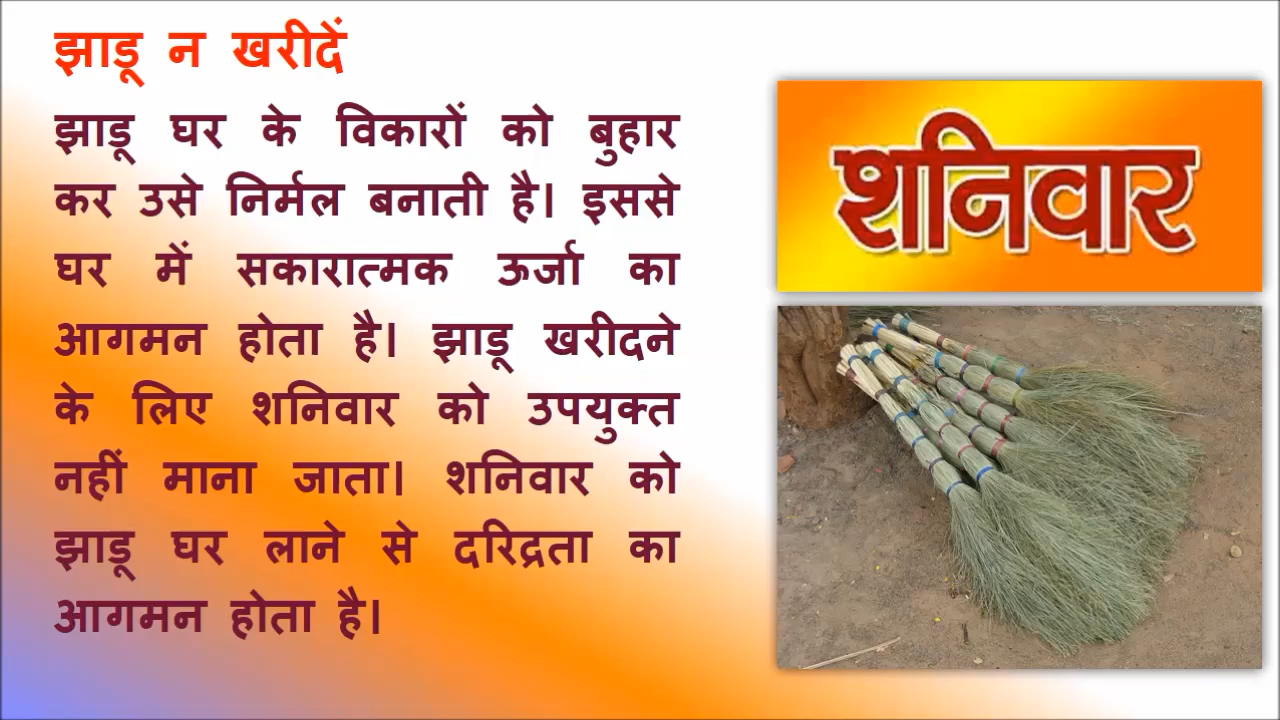 झाडू न खरीदें
झाडू घर के विकारों को बुहार
कर उसे निर्मल बनाती है। इससे
घर में सकारात्मक ऊर्जा का
आगमन होता है। झाडू खरीदने
के लिए शनिवार को उपयुक्त
नहीं माना जाता। शनिवार को
झाडू घर लाने से दरिद्रता का
आगमन होता है।
शनिवार